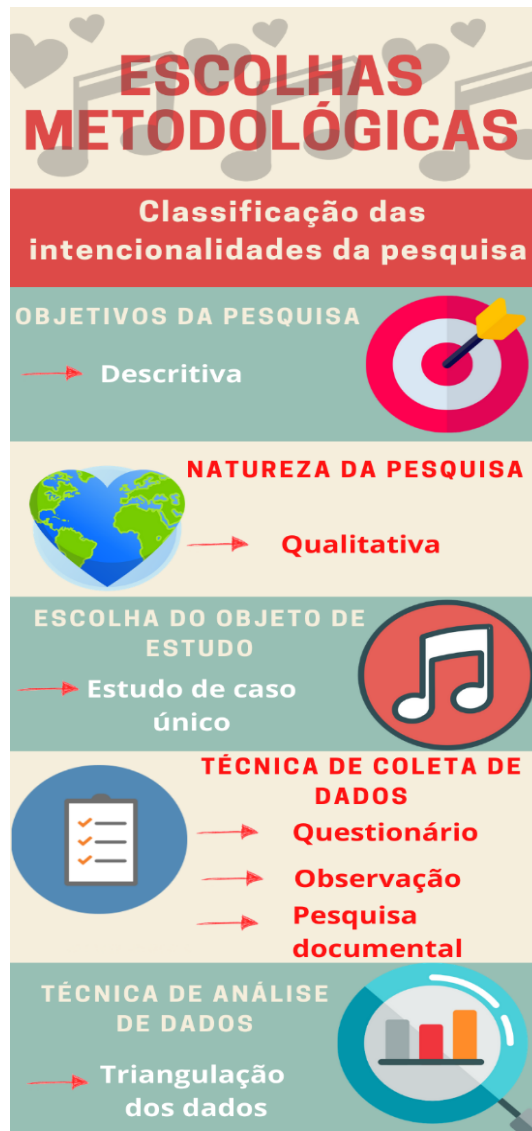 ESCOLHAS
METODOLÓGICAS
Classificação das
intencionalidades da pesquisa
OBJETIVOS DA PESQUISA
Descritiva
NATUREZA DA PESQUISA
Qualitativa
ESCOLHA DO OBJETO DE
ESTUDO
Estudo de caso
único
TÉCNICA DE COLETA DE
DADOS
Questionário
Observação
Pesquisa
documental
TÉCNICA DE ANÁLISE
DE DADOS
Triangulação
dos dados